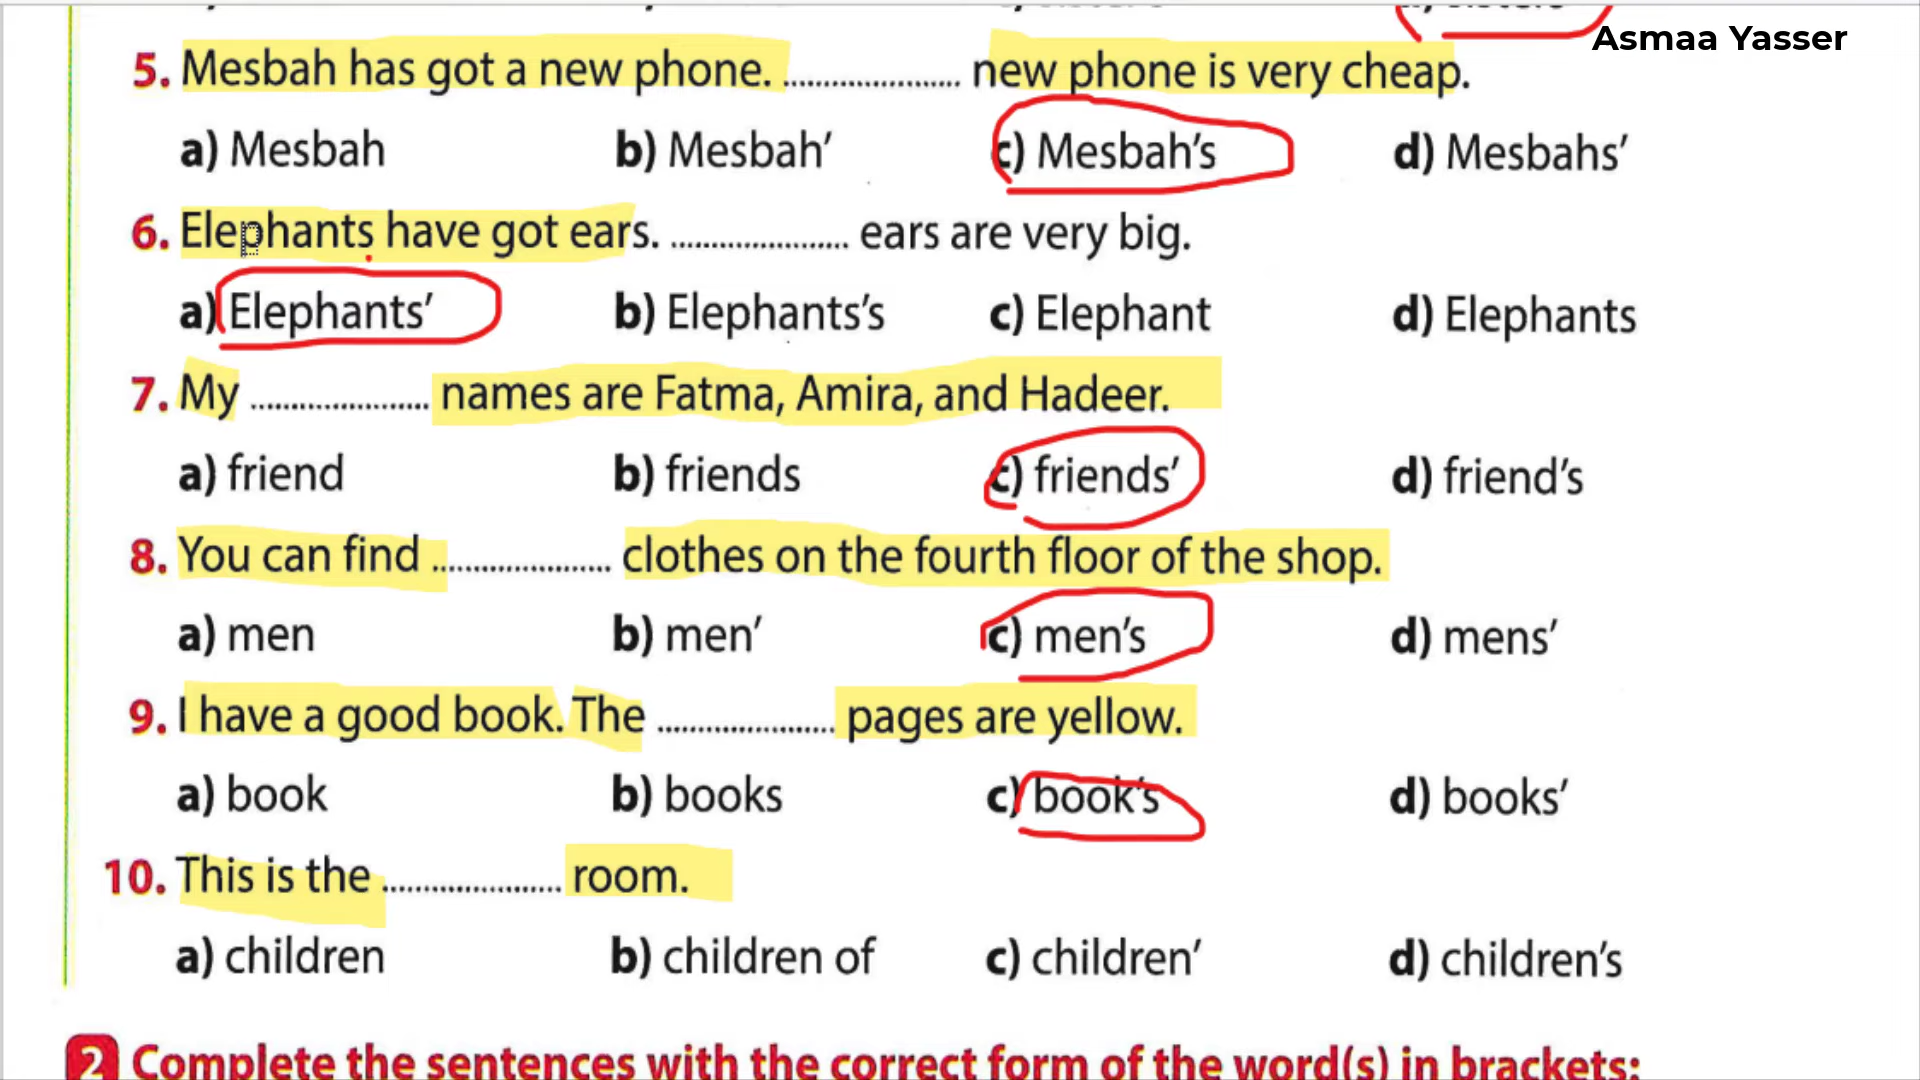 Asmaa Yasser
5. Mesbah has got a new phone. ..................... new phone is very cheap.
a) Mesbah b) Mesbah’ c) Mesbah’s d) Mesbahs’
6. Elephants have got ears. ..................... ears are very big.
a) Elephants’ b) Elephants’s c) Elephant d) Elephants
7. My ..................... names are Fatma, Amira, and Hadeer.
a) friend b) friends c) friends’ d) friend’s
8. You can find ..................... clothes on the fourth floor of the shop.
a) men b) men’ c) men’s d) mens’
9. I have a good book. The ..................... pages are yellow.
a) book b) books c) book’s d) books’
10. This is the ..................... room.
a) children b) children of c) children’ d) children’s
2 Complete the sentences with the correct form of the word(s) in brackets: